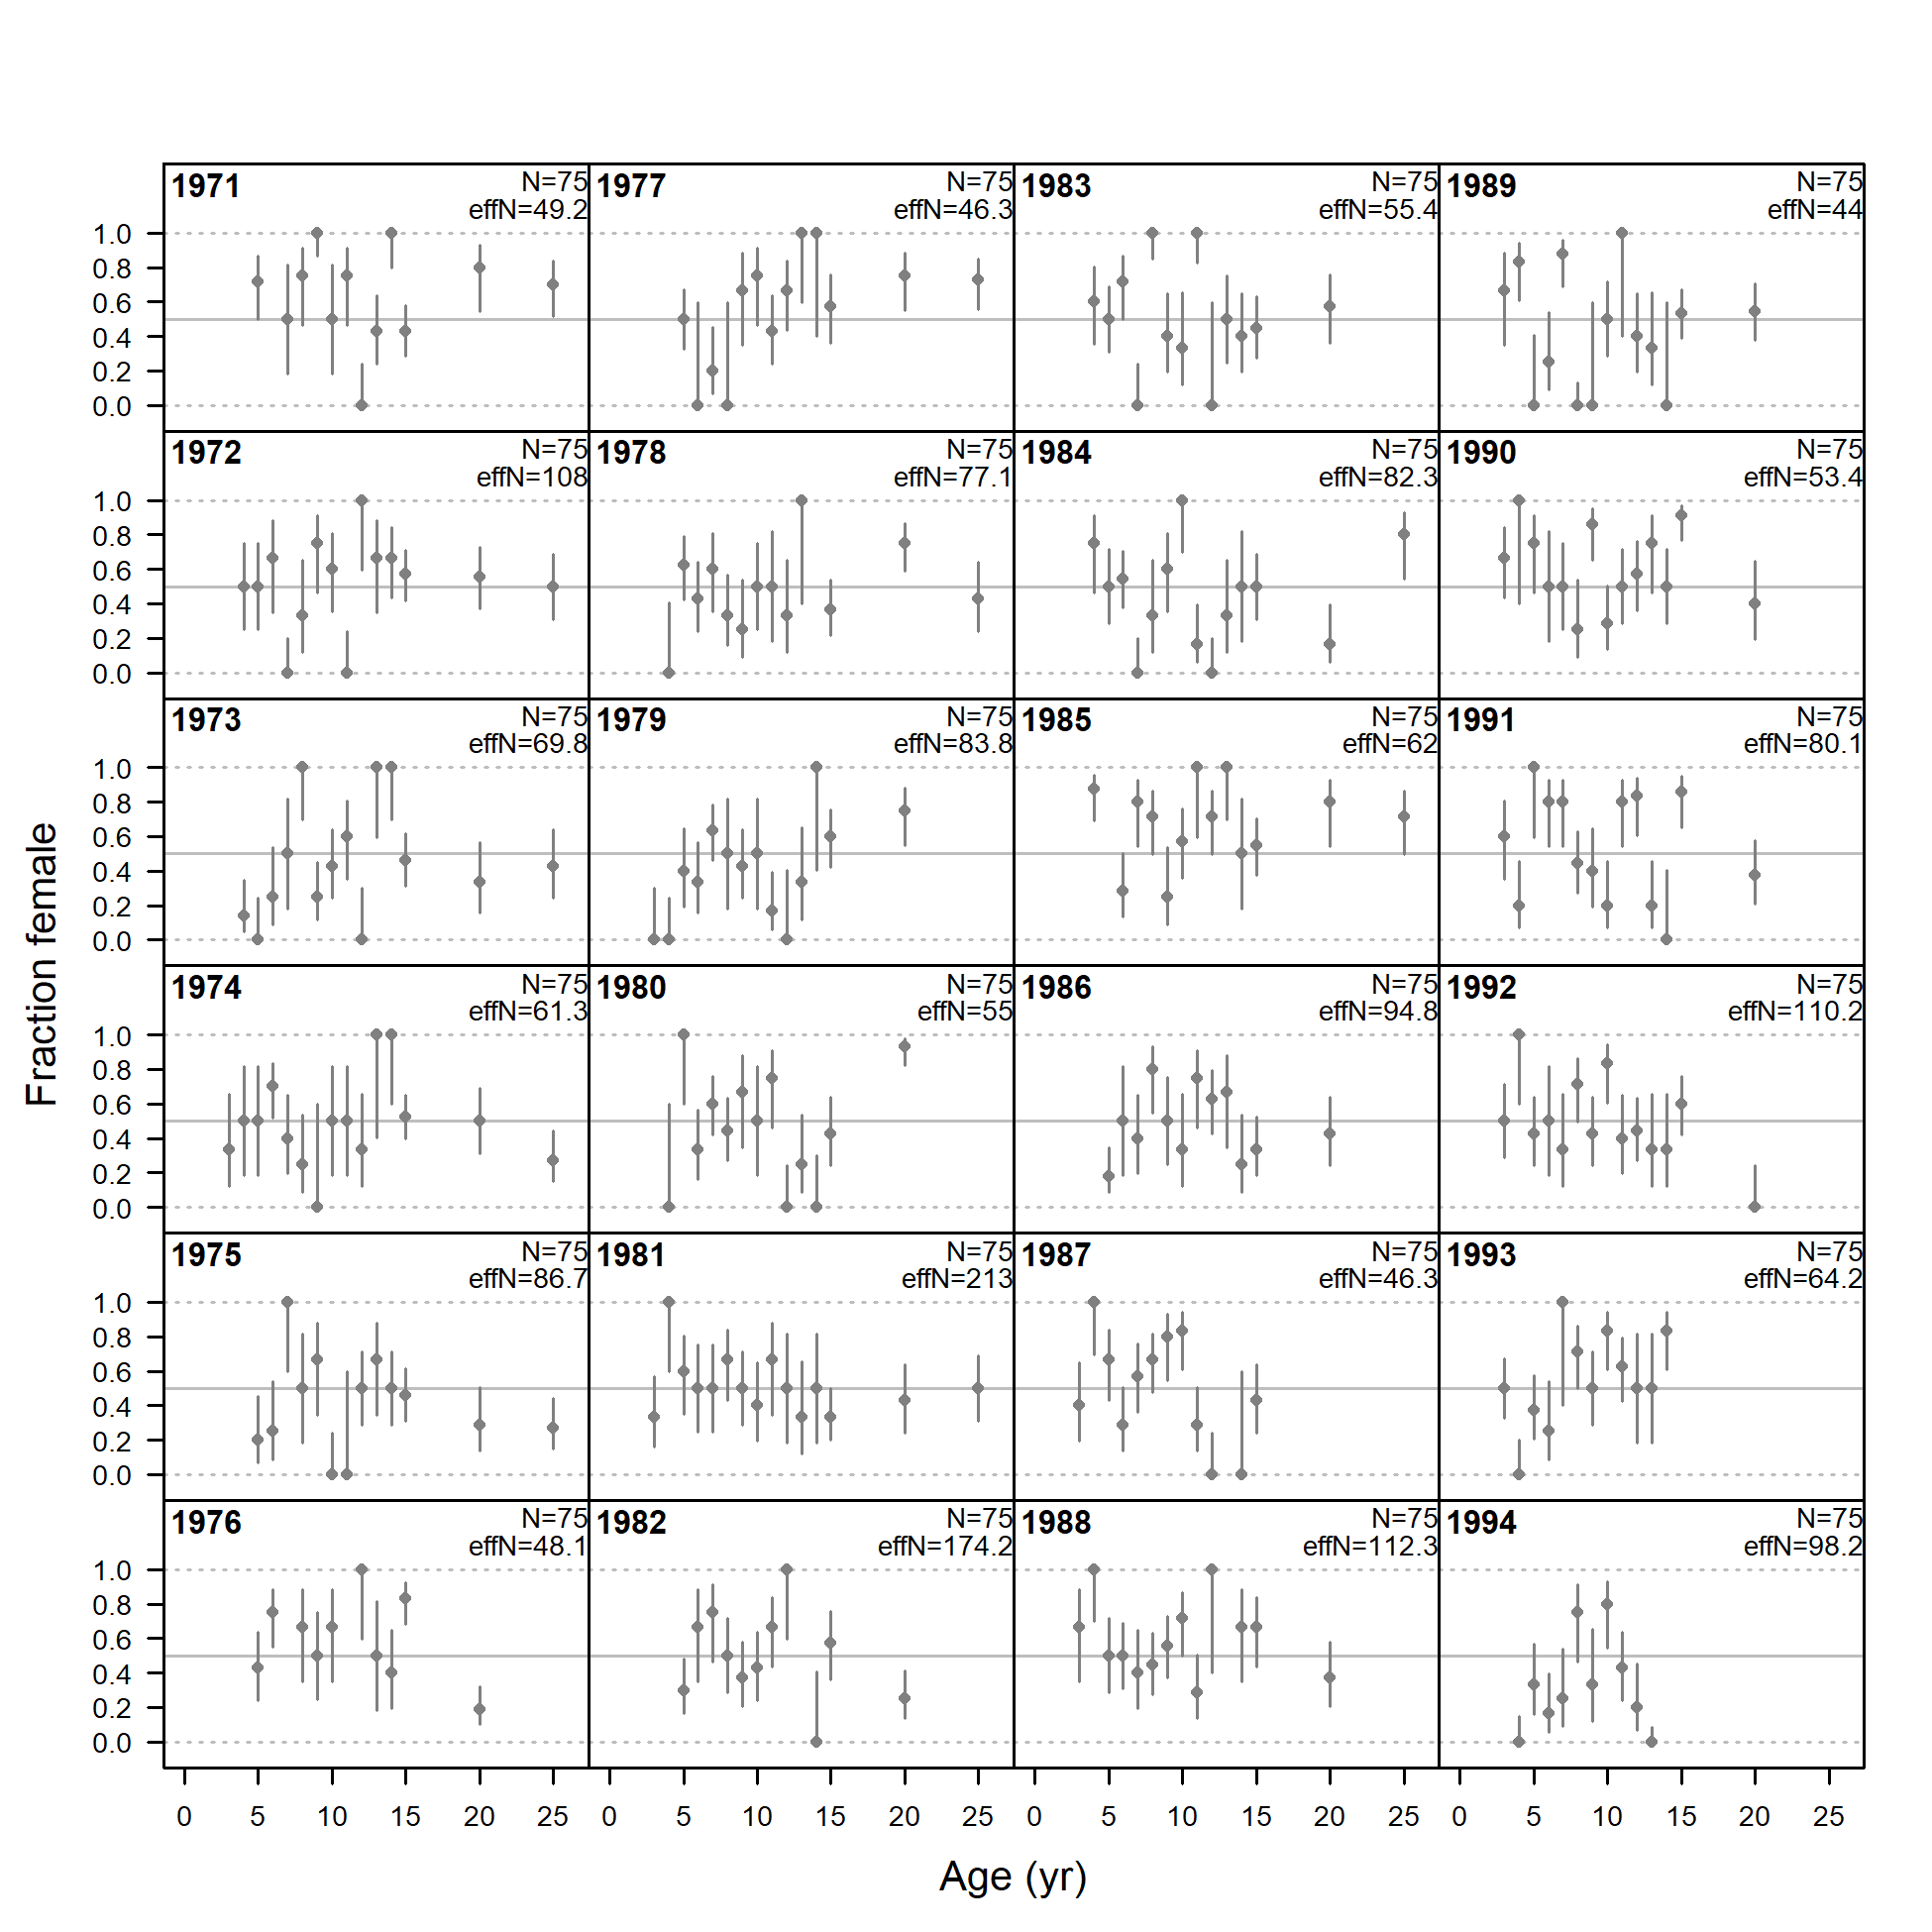 1971 N=75 1977 N=75 1983 N=75 1989 N=75
effN=49.2 effN=46.3 effN=55.4 effN=44
1.0
0.8
0.6
0.4
0.2
0.0
1972 N=75 1978 N=75 1984 N=75 1990 N=75
effN=108 effN=77.1 effN=82.3 effN=53.4
1.0
0.8
0.6
0.4
0.2
0.0
1973 N=75 1979 N=75 1985 N=75 1991 N=75
effN=69.8 effN=83.8 effN=62 effN=80.1
1.0
0.8
0.6
0.4
0.2
0.0
Fraction female
1974 N=75 1980 N=75 1986 N=75 1992 N=75
effN=61.3 effN=55 effN=94.8 effN=110.2
1.0
0.8
0.6
0.4
0.2
0.0
1975 N=75 1981 N=75 1987 N=75 1993 N=75
effN=86.7 effN=213 effN=46.3 effN=64.2
1.0
0.8
0.6
0.4
0.2
0.0
1976 N=75 1982 N=75 1988 N=75 1994 N=75
effN=48.1 effN=174.2 effN=112.3 effN=98.2
1.0
0.8
0.6
0.4
0.2
0.0
0 5 10 15 20 25 0 5 10 15 20 25 0 5 10 15 20 25 0 5 10 15 20 25
Age (yr)